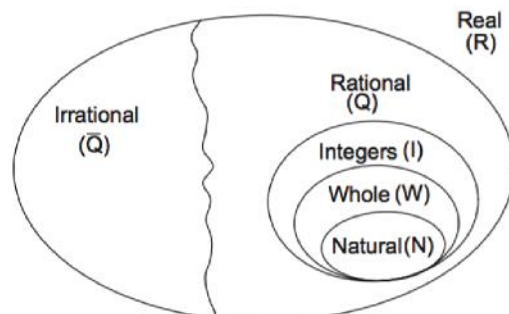 Real
(R)
Rational
(Q)
Irrational
(Q̅)
Integers (I)
Whole (W)
Natural (N)